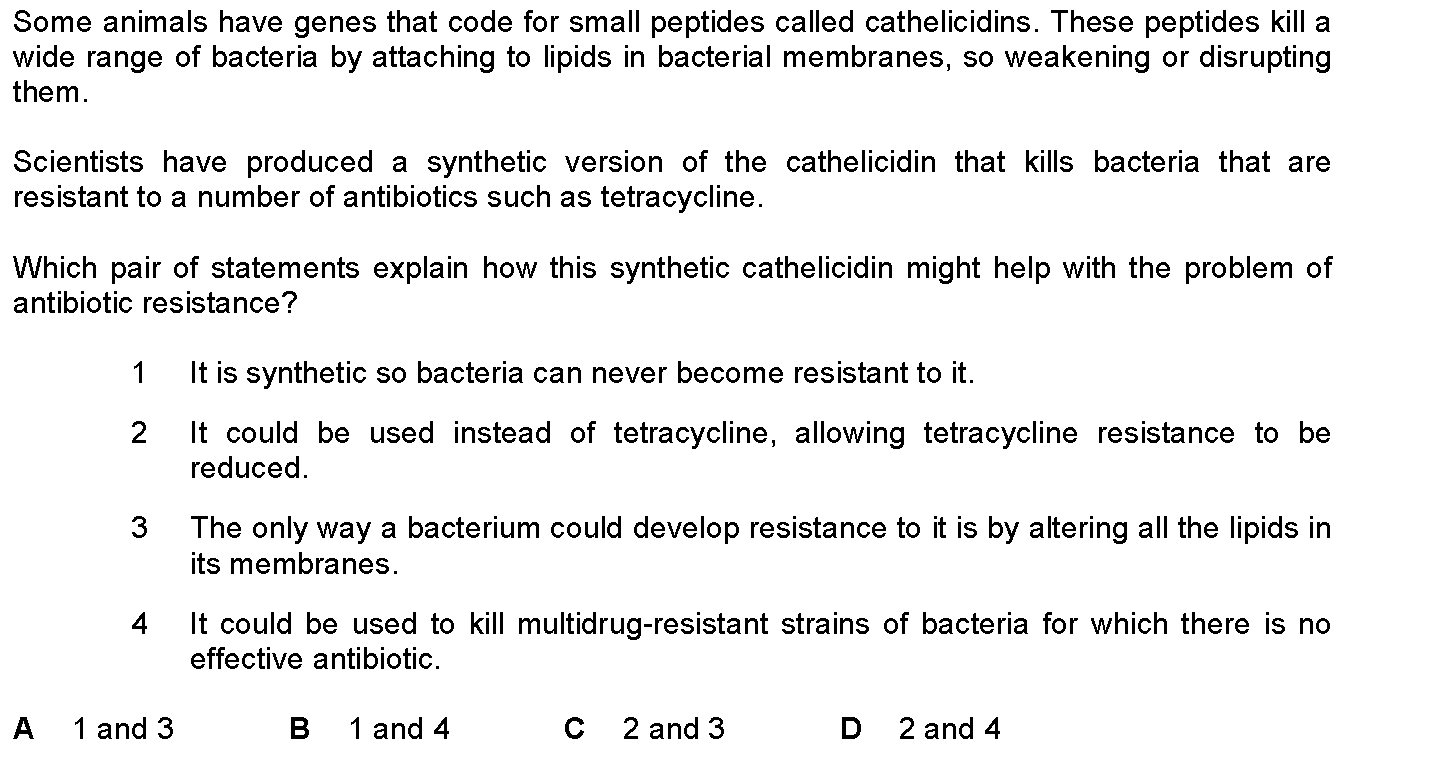 Some animals have genes that code for small peptides called cathelicidins. These peptides kill a
wide range of bacteria by attaching to lipids in bacterial membranes, so weakening or disrupting
them.
Scientists have produced a synthetic version of the cathelicidin that kills bacteria that are
resistant to a number of antibiotics such as tetracycline.
Which pair of statements explain how this synthetic cathelicidin might help with the problem of
antibiotic resistance?
1 It is synthetic so bacteria can never become resistant to it.
2 It could be used instead of tetracycline, allowing tetracycline resistance to be
reduced.
3 The only way a bacterium could develop resistance to it is by altering all the lipids in
its membranes.
4 It could be used to kill multidrug-resistant strains of bacteria for which there is no
effective antibiotic.
A 1 and 3 B 1 and 4 C 2 and 3 D 2 and 4